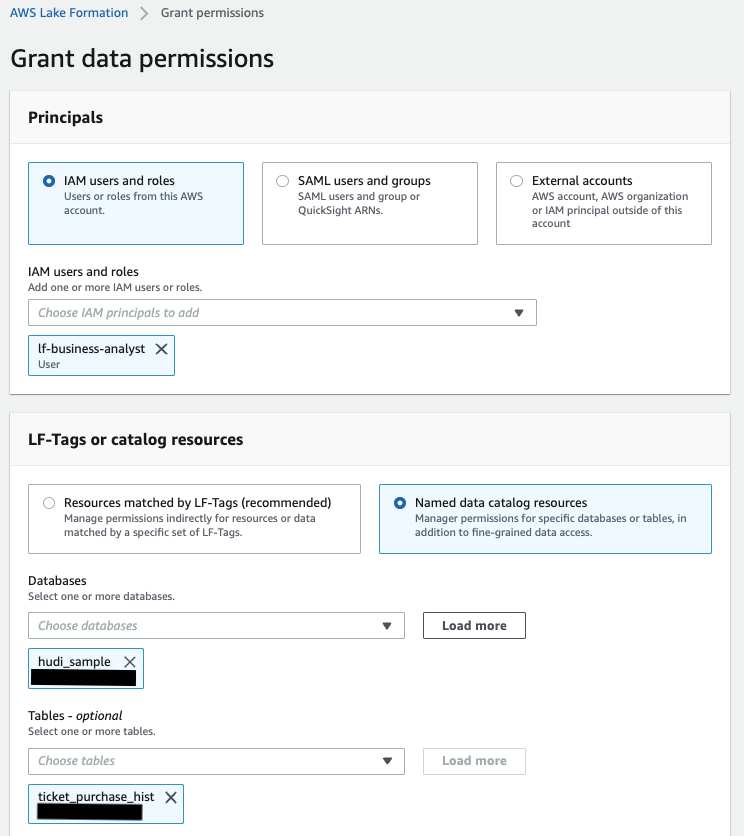 AWS Lake Formation > Grant permissions
Grant data permissions
Principals
IAM users and roles
Users or roles from this AWS
account.
SAML users and groups
SAML users and group or
QuickSight ARNs.
External accounts
AWS account, AWS organization
or IAM principal outside of this
account
IAM users and roles
Add one or more IAM users or roles.
Choose IAM principals to add
lf-business-analyst
User
LF-Tags or catalog resources
Resources matched by LF-Tags (recommended)
Manage permissions indirectly for resources or data
matched by a specific set of LF-Tags.
Named data catalog resources
Manager permissions for specific databases or tables, in
addition to fine-grained data access.
Databases
Select one or more databases.
Choose databases
Load more
hudi_sample
Tables - optional
Select one or more tables.
Choose tables
Load more
ticket_purchase_hist